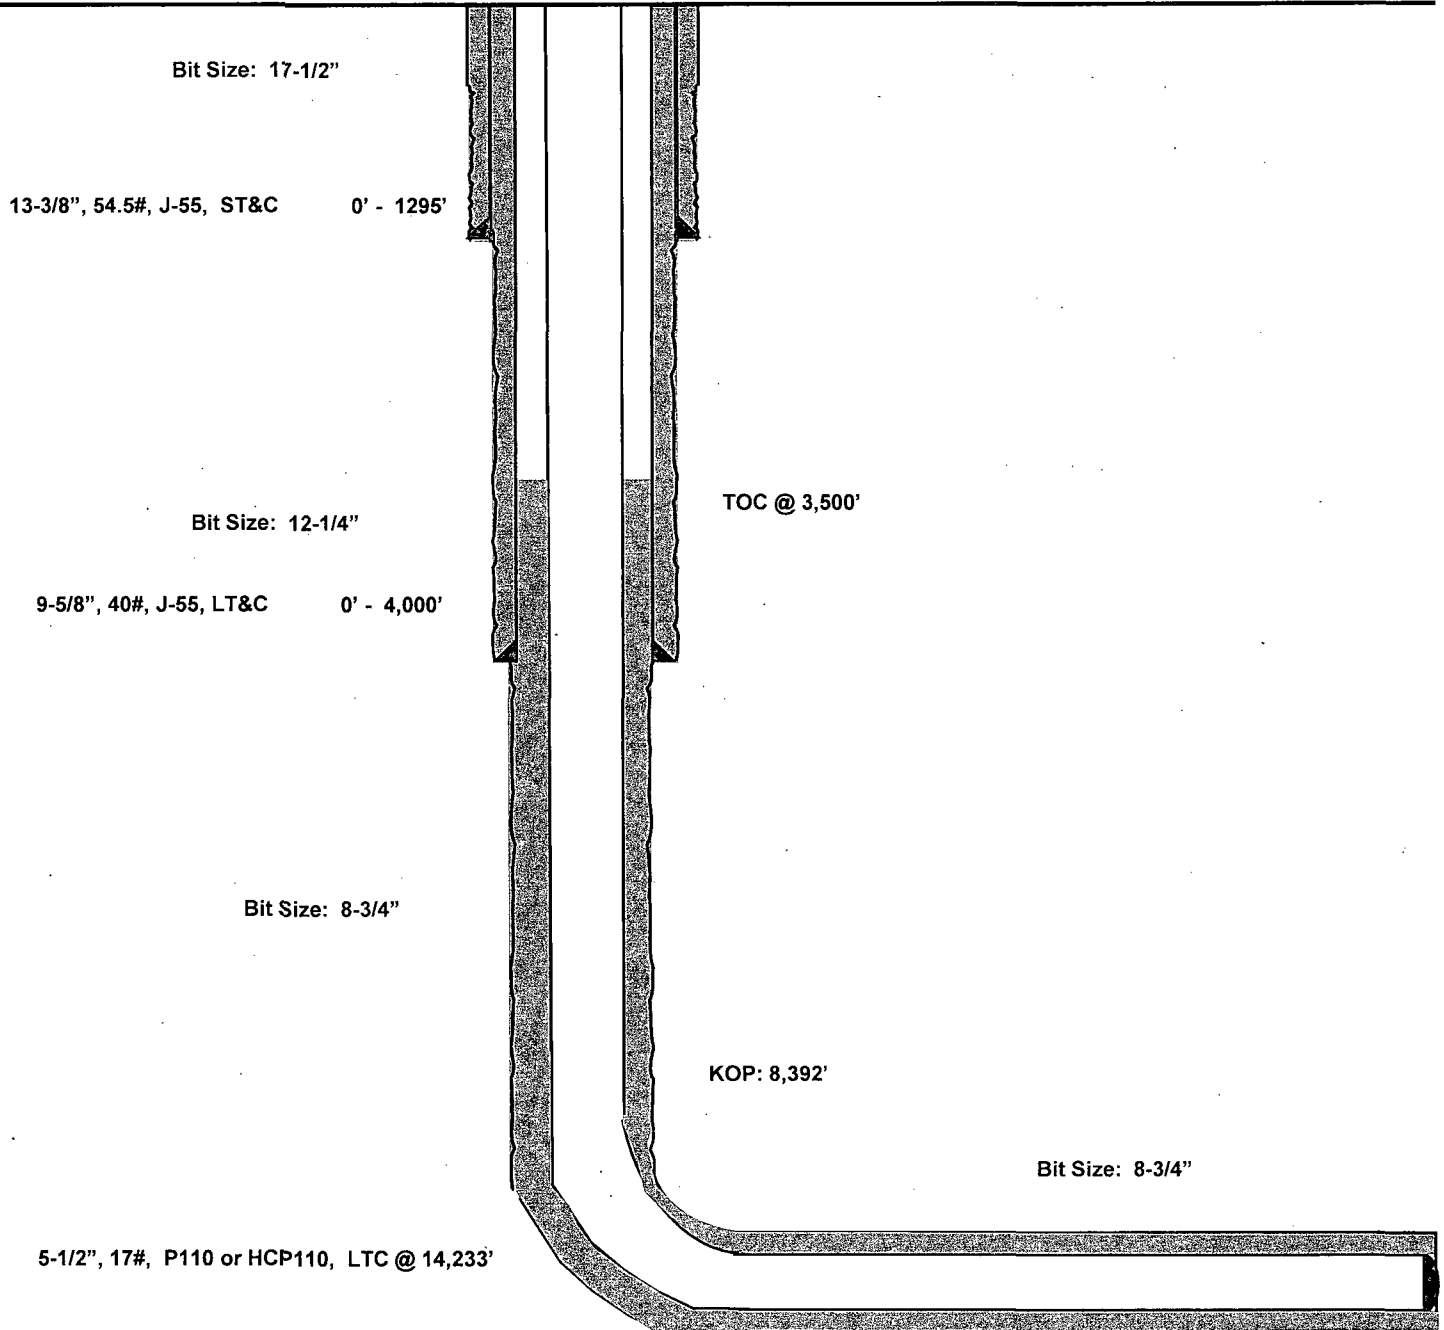 Bit Size: 17-1/2"
13-3/8", 54.5#, J-55, ST&C 0' - 1295'
TOC @ 3,500'
Bit Size: 12-1/4"
9-5/8", 40#, J-55, LT&C 0' - 4,000'
Bit Size: 8-3/4"
KOP: 8,392'
Bit Size: 8-3/4"
5-1/2", 17#, P110 or HCP110, LTC @ 14,233'